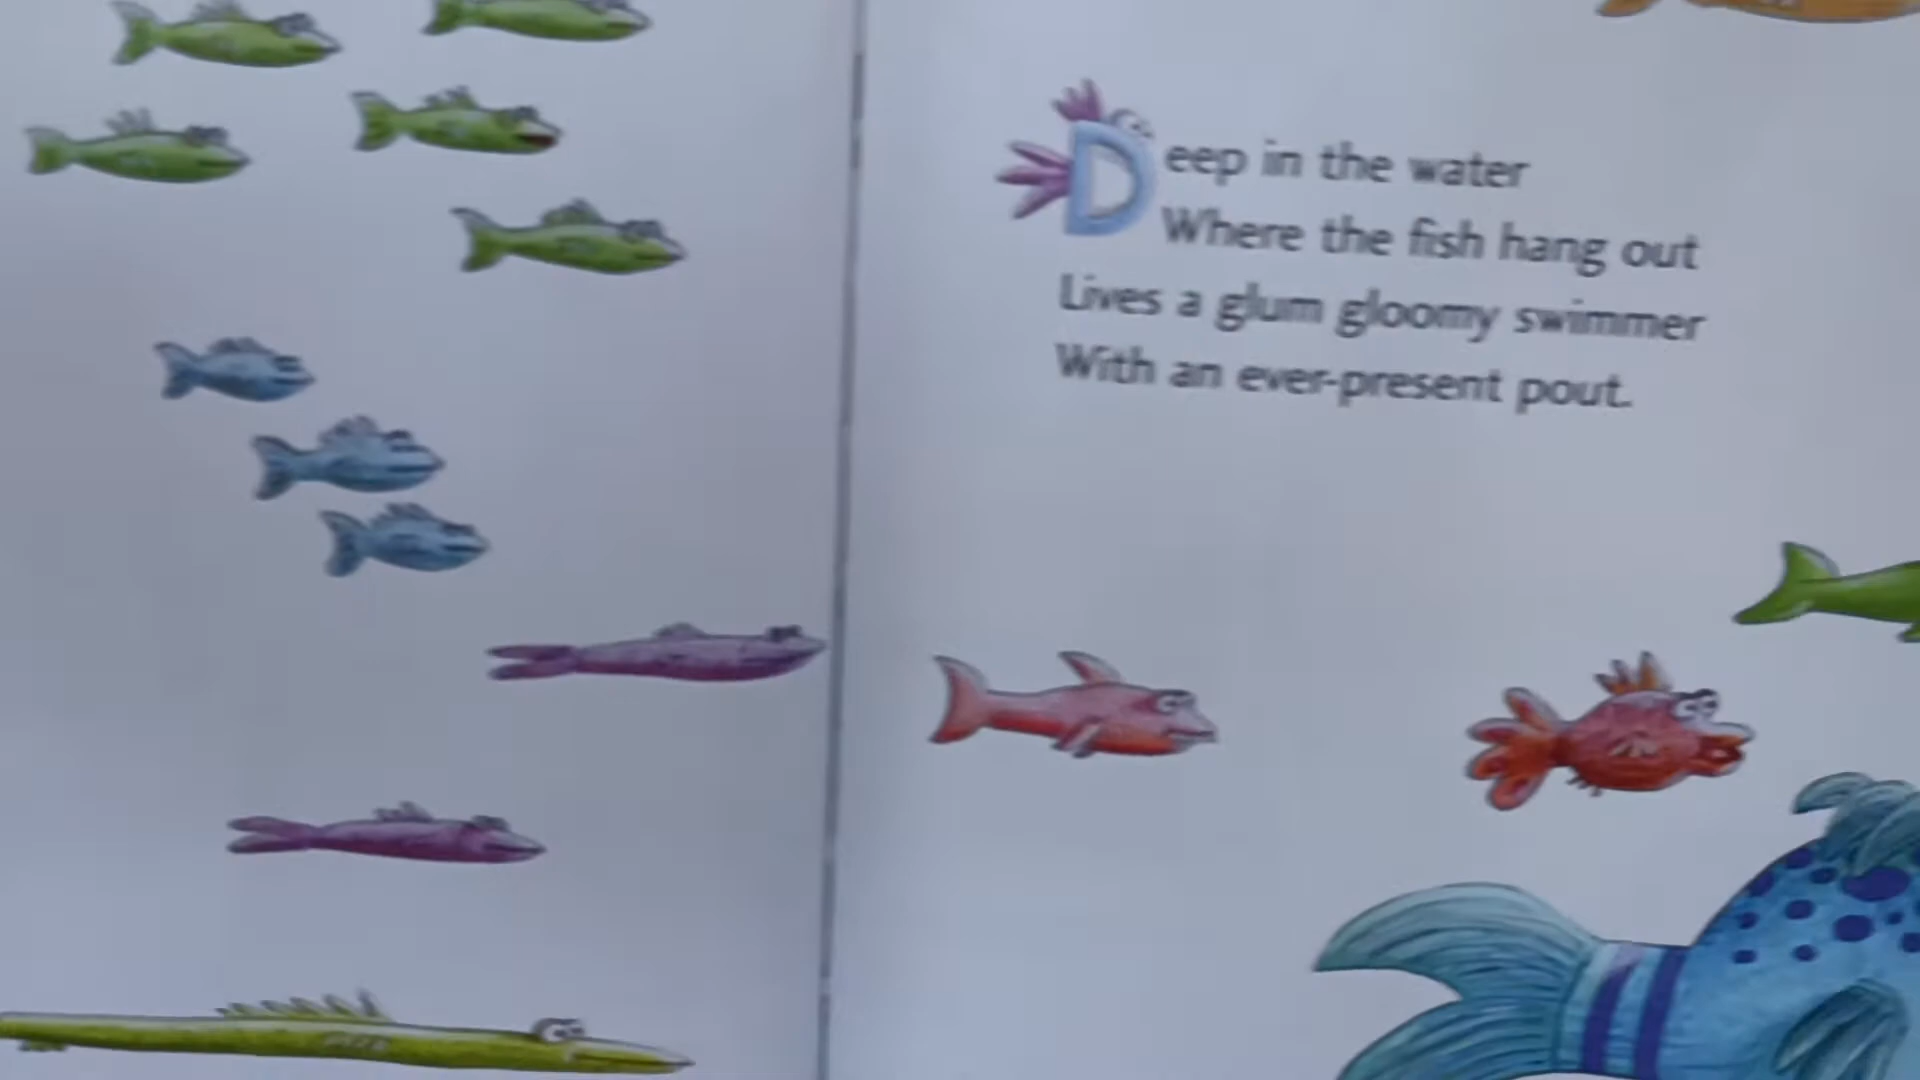 Deep in the water
Where the fish hang out
Lives a glum gloomy swimmer
With an ever-present pout.